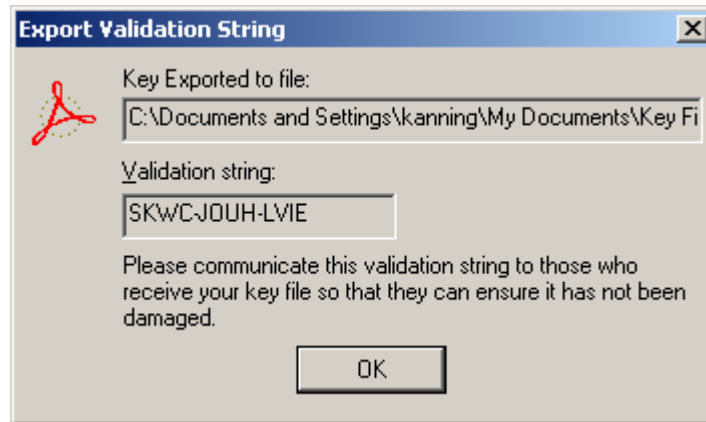 Export Validation String
Key Exported to file:
C:\Documents and Settings\kanning\My Documents\Key Fi
Validation string:
SKWC-JOUH-LVIE
Please communicate this validation string to those who
receive your key file so that they can ensure it has not been
damaged.
OK